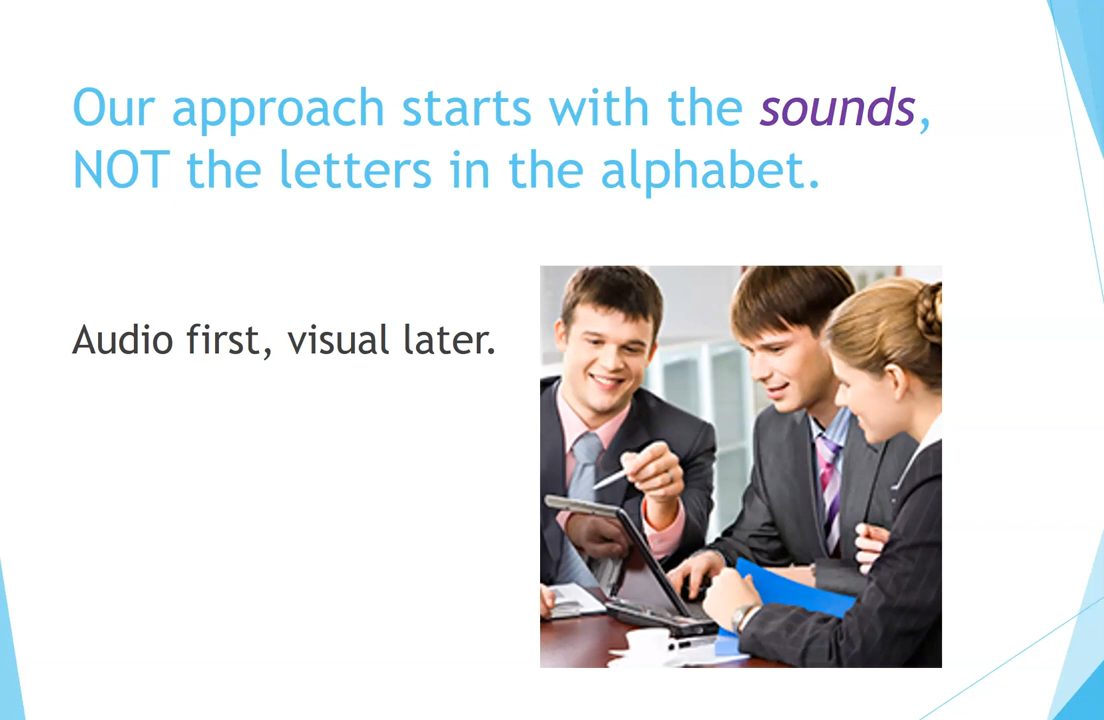 Our approach starts with the sounds,
NOT the letters in the alphabet.
Audio first, visual later.